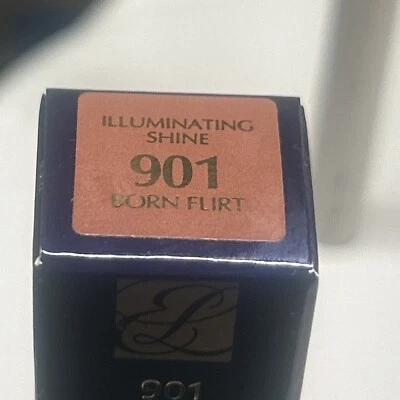 ILLUMINATING
SHINE
901
BORN FLIRT
901